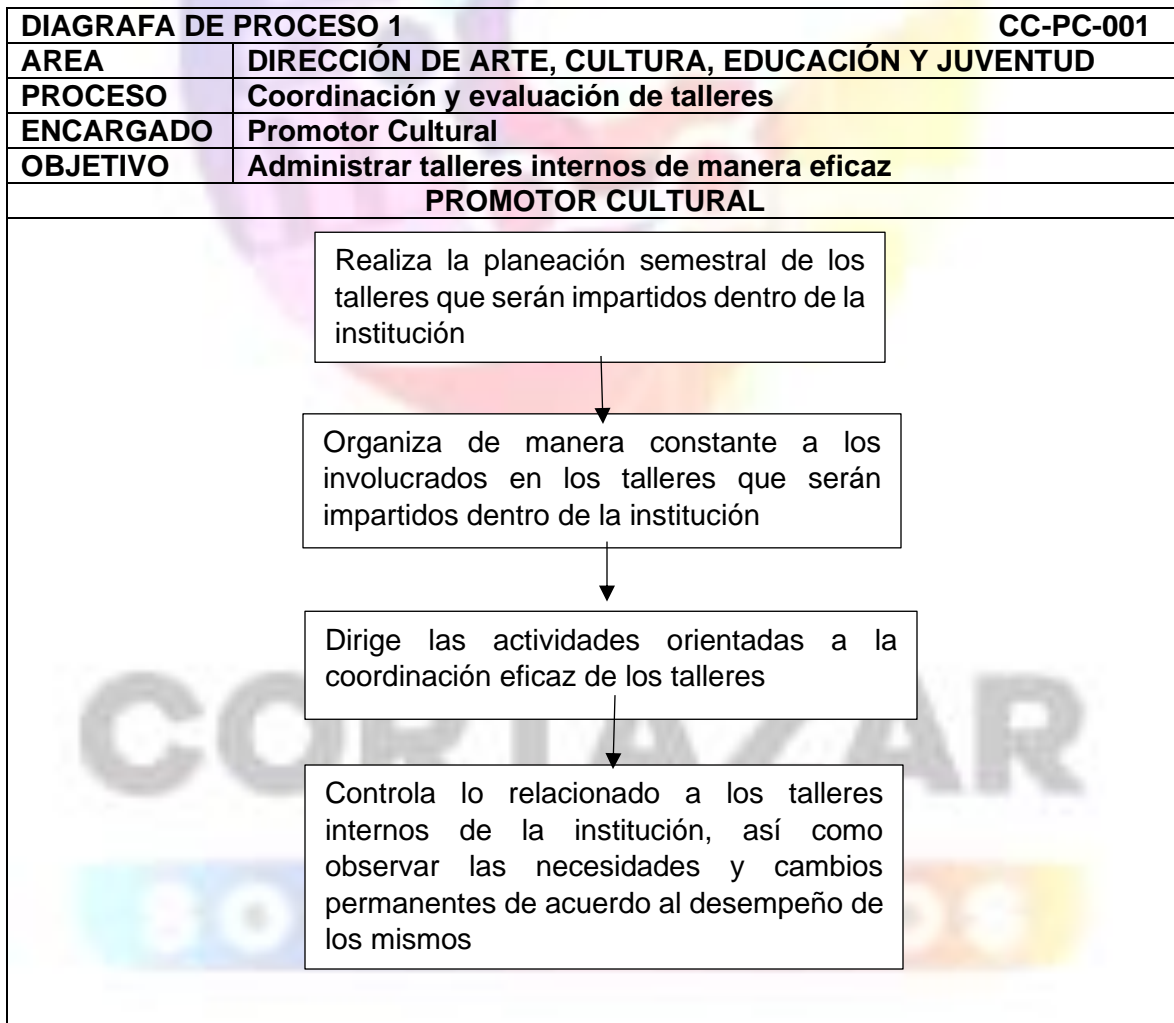 DIAGRAFA DE PROCESO 1 CC-PC-001
AREA DIRECCIÓN DE ARTE, CULTURA, EDUCACIÓN Y JUVENTUD
PROCESO Coordinación y evaluación de talleres
ENCARGADO Promotor Cultural
OBJETIVO Administrar talleres internos de manera eficaz
PROMOTOR CULTURAL
Realiza la planeación semestral de los
talleres que serán impartidos dentro de la
institución
Organiza de manera constante a los
involucrados en los talleres que serán
impartidos dentro de la institución
Dirige las actividades orientadas a la
coordinación eficaz de los talleres
CORTAZAR
Controla lo relacionado a los talleres
internos de la institución, así como
observar las necesidades y cambios
permanentes de acuerdo al desempeño de
los mismos